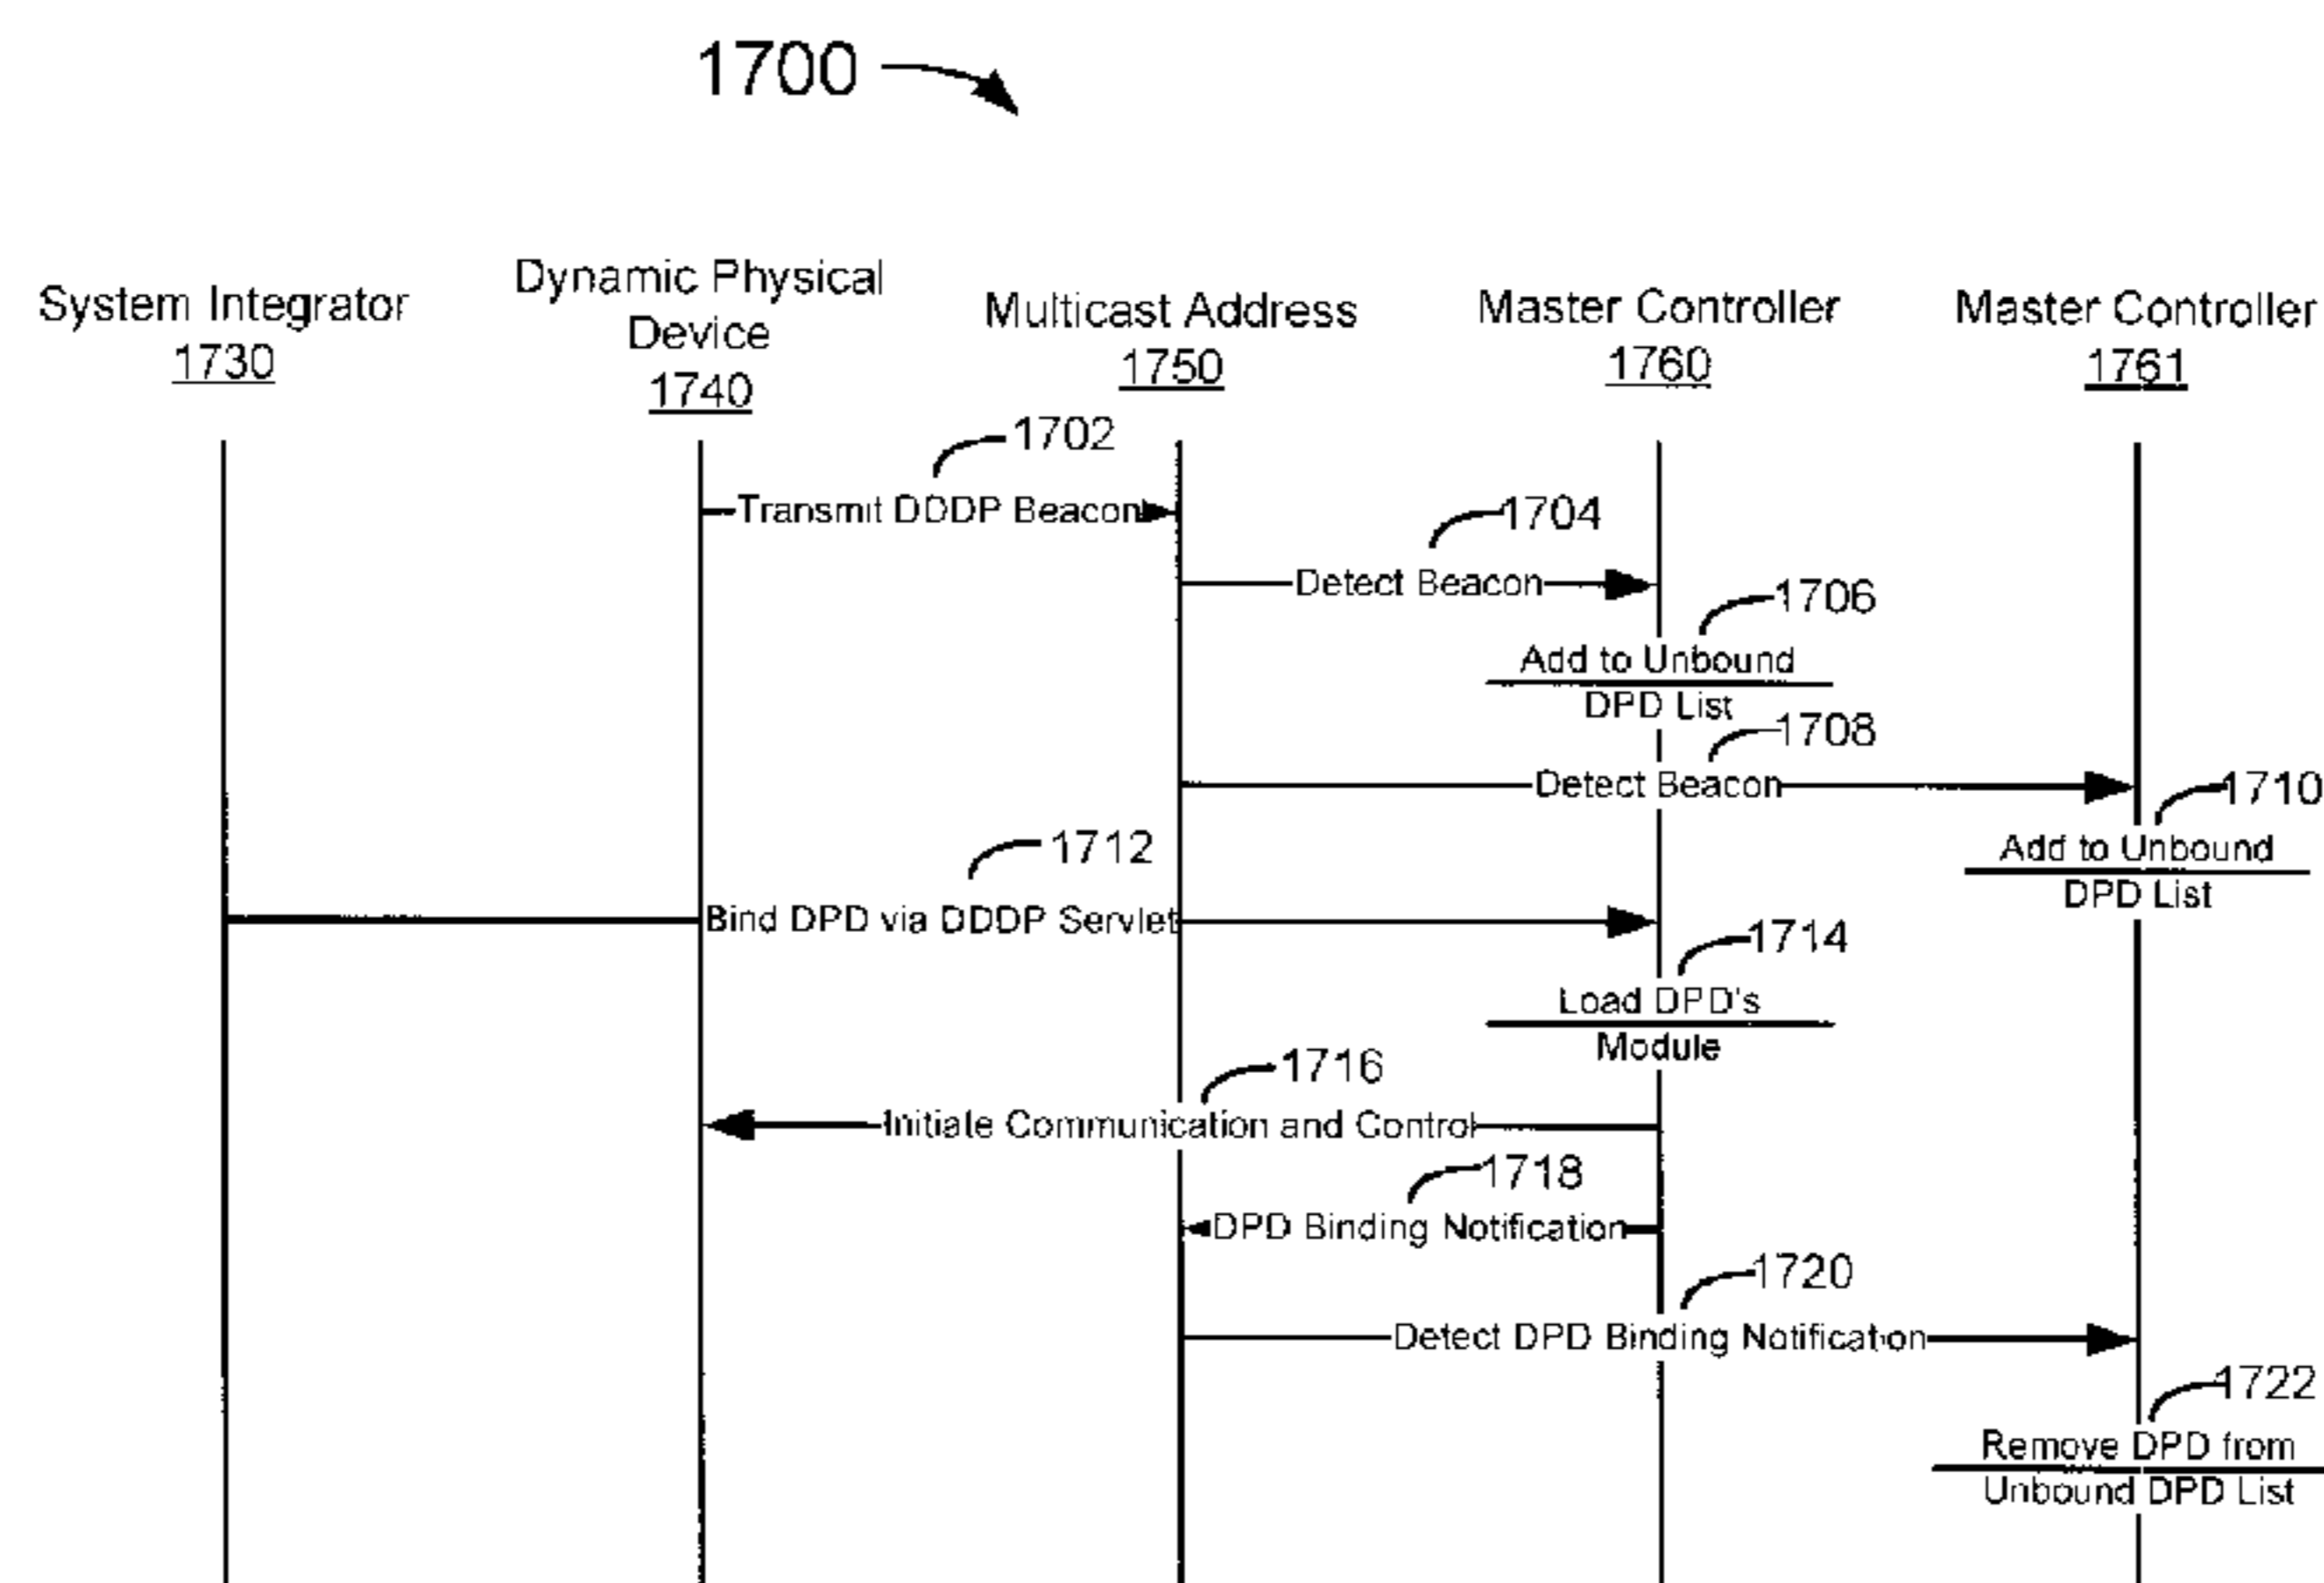 1700
System Integrator
1730
Dynamic Physical
Device
1740
Multicast Address
1750
Master Controller
1760
Master Controller
1761
1702
Transmit DDDP Beacon
1704
Detect Beacon
1706
Add to Unbound
DPD List
1708
Detect Beacon
1710
Add to Unbound
DPD List
1712
Bind DPD via DDDP Servlet
1714
Load DPD's
Module
1716
Initiate Communication and Control
1718
DPD Binding Notification
1720
Detect DPD Binding Notification
1722
Remove DPD from
Unbound DPD List